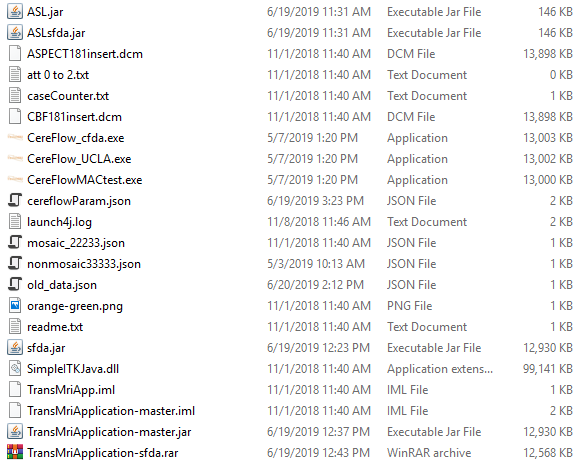 ASL.jar 6/19/2019 11:31 AM Executable Jar File 146 KB
ASLsfda.jar 6/19/2019 11:31 AM Executable Jar File 146 KB
ASPECT181insert.dcm 11/1/2018 11:40 AM DCM File 13,898 KB
att 0 to 2.txt 11/1/2018 11:40 AM Text Document 0 KB
caseCounter.txt 11/1/2018 11:40 AM Text Document 1 KB
CBF181insert.dcm 11/1/2018 11:40 AM DCM File 13,898 KB
CereFlow_cfda.exe 5/7/2019 1:20 PM Application 13,003 KB
CereFlow_UCLA.exe 5/7/2019 1:20 PM Application 13,002 KB
CereFlowMACtest.exe 5/7/2019 1:20 PM Application 13,000 KB
cereflowParam.json 6/19/2019 3:23 PM JSON File 2 KB
launch4j.log 11/8/2018 11:46 AM Text Document 2 KB
mosaic_22233.json 11/1/2018 11:40 AM JSON File 1 KB
nonmosaic33333.json 5/3/2019 10:13 AM JSON File 1 KB
old_data.json 6/20/2019 2:12 PM JSON File 1 KB
orange-green.png 11/1/2018 11:40 AM PNG File 1 KB
readme.txt 11/1/2018 11:40 AM Text Document 1 KB
sfda.jar 6/19/2019 12:23 PM Executable Jar File 12,930 KB
SimpleITKJava.dll 11/1/2018 11:40 AM Application extens... 99,141 KB
TransMriApp.iml 11/1/2018 11:40 AM IML File 1 KB
TransMriApplication-master.iml 11/1/2018 11:40 AM IML File 2 KB
TransMriApplication-master.jar 6/19/2019 12:37 PM Executable Jar File 12,930 KB
TransMriApplication-sfda.rar 6/19/2019 12:43 PM WinRAR archive 12,568 KB